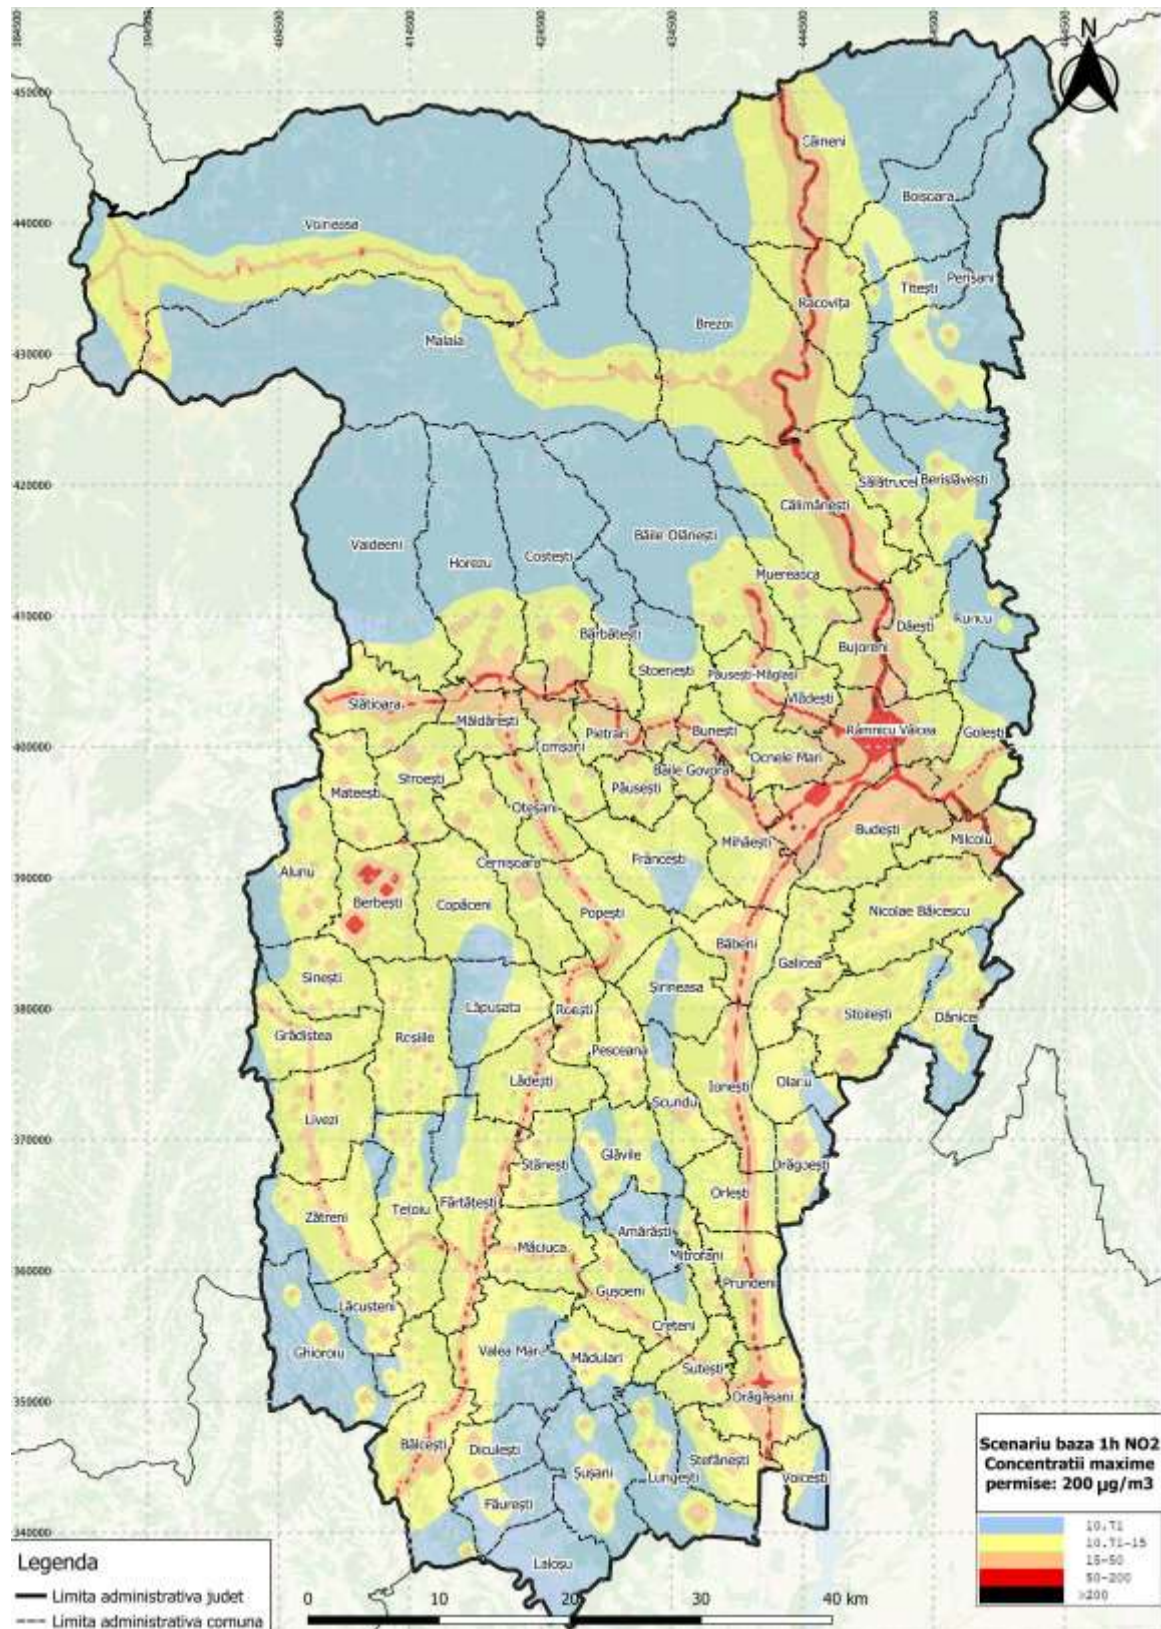 N
450000
440000
430000
420000
410000
400000
390000
380000
370000
360000
350000
340000
Câineni
Boișoara
Voineasa
Perișani
Titești
Racovița
Brezoi
Malaia
Sălătrucel
Berislăvești
Călimănești
Băile Olănești
Vaideeni
Costești
Horezu
Muereasca
Runcu
Dăești
Bărbătești
Bujoreni
Stoenești
Păușești-Măglași
Vlădești
Slătioara
Măldărești
Pietrari
Bunești
Râmnicu Vâlcea
Golești
Tomșani
Ocnele Mari
Băile Govora
Stroești
Păușești
Mateești
Oteșani
Budești
Mihăești
Milcoiu
Frâncești
Cernișoara
Alunu
Berbești
Copăceni
Popești
Nicolae Bălcescu
Băbeni
Galicea
Sinești
Șirineasa
Lăpușata
Roești
Stoilești
Dănicei
Grădiștea
Roșiile
Pesceana
Lădești
Ionești
Olanu
Scundu
Livezi
Glăvile
Stănești
Drăgoești
Orlești
Fârtățești
Tetoiu
Zătreni
Amărăști
Măciuca
Mitrofani
Prundeni
Gușoeni
Lăcusteni
Crețeni
Ghioroiu
Valea Mare
Mădulari
Sutești
Drăgășani
Bălcești
Diculești
Ștefănești
Șușani
Lungești
Voicești
Făurești
Laloșu
Scenariu baza 1h NO2
Concentratii maxime
permise: 200 µg/m3
10.71
10.71-15
15-50
50-200
>200
Legenda
Limita administrativa judet
Limita administrativa comuna
0 10 20 30 40 km